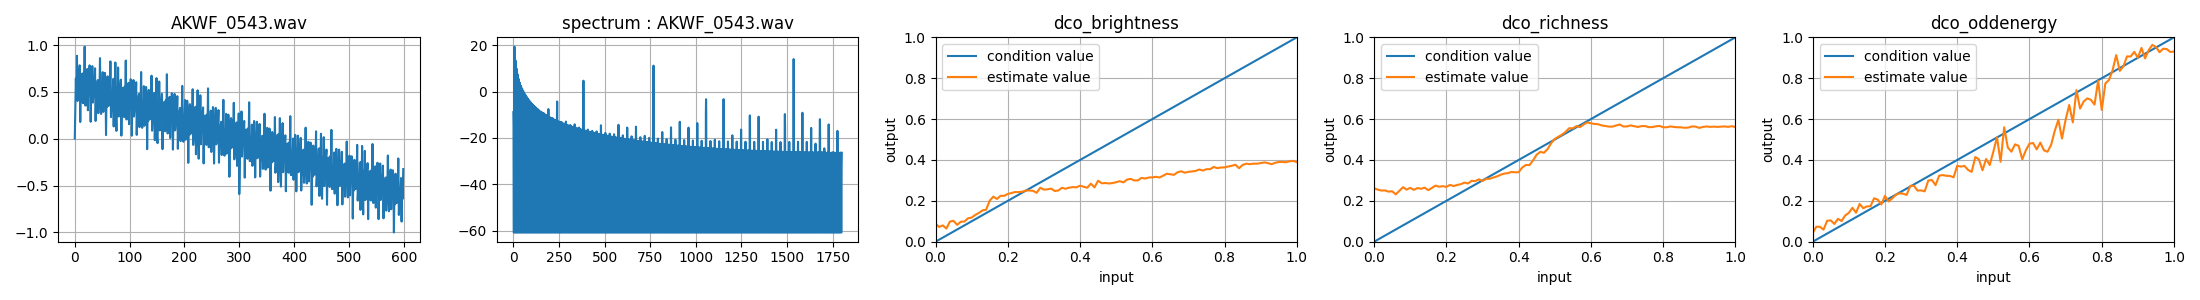 AKWF_0543.wav
1.0
0.5
0.0
−0.5
−1.0
0 100 200 300 400 500 600
spectrum : AKWF_0543.wav
20
0
−20
−40
−60
0 250 500 750 1000 1250 1500 1750
dco_brightness
condition value
estimate value
output
1.0
0.8
0.6
0.4
0.2
0.0
0.0 0.2 0.4 0.6 0.8 1.0
input
dco_richness
condition value
estimate value
output
1.0
0.8
0.6
0.4
0.2
0.0
0.0 0.2 0.4 0.6 0.8 1.0
input
dco_oddenergy
condition value
estimate value
output
1.0
0.8
0.6
0.4
0.2
0.0
0.0 0.2 0.4 0.6 0.8 1.0
input